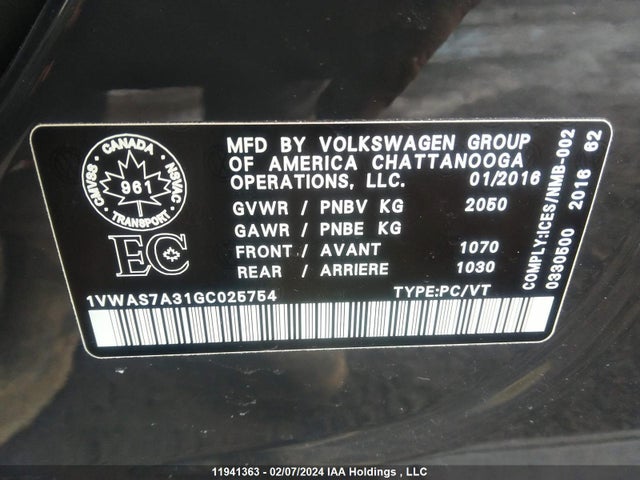 CANADA
CMVSS NSVAC
961
TRANSPORT
EC
MFD BY VOLKSWAGEN GROUP
OF AMERICA CHATTANOOGA
OPERATIONS, LLC. 01/2016
GVWR / PNBV KG 2050
GAWR / PNBE KG
FRONT / AVANT 1070
REAR / ARRIERE 1030
1VWAS7A31GC025754 TYPE:PC/VT
COMPLY:ICES/NMB-002
0330500 2016 62
11941363 - 02/07/2024 IAA Holdings , LLC